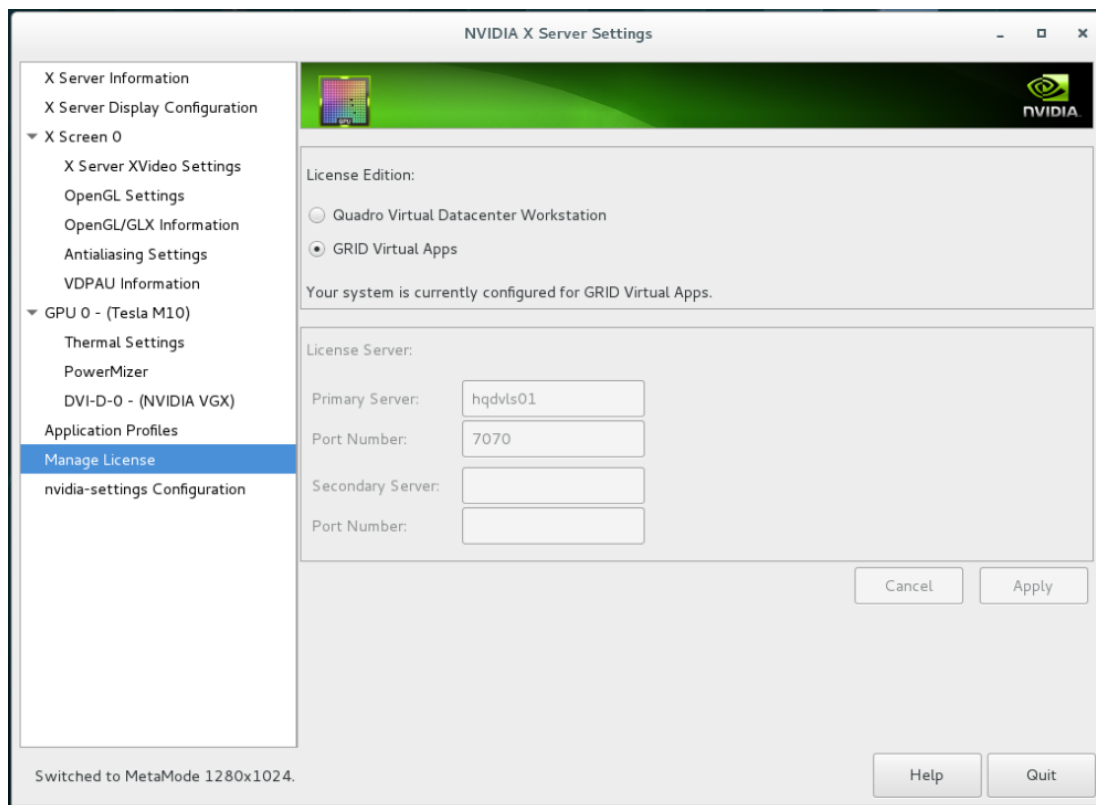 NVIDIA X Server Settings
X Server Information
X Server Display Configuration
X Screen 0
X Server XVideo Settings
OpenGL Settings
OpenGL/GLX Information
Antialiasing Settings
VDPAU Information
GPU 0 - (Tesla M10)
Thermal Settings
PowerMizer
DVI-D-0 - (NVIDIA VGX)
Application Profiles
Manage License
nvidia-settings Configuration
GPU
NVIDIA.
License Edition:
Quadro Virtual Datacenter Workstation
GRID Virtual Apps
Your system is currently configured for GRID Virtual Apps.
License Server:
Primary Server: hqdvls01
Port Number: 7070
Secondary Server:
Port Number:
Cancel Apply
Switched to MetaMode 1280x1024.
Help Quit